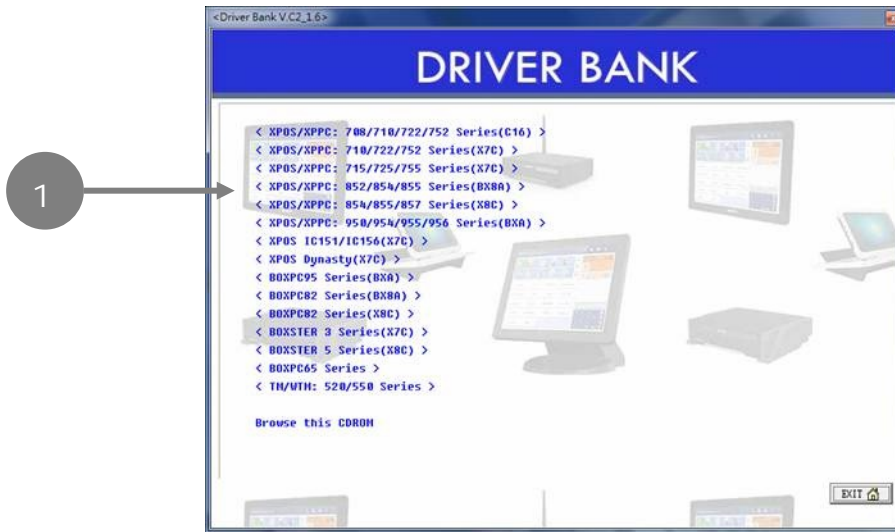 <Driver Bank V.C2_1.6>
DRIVER BANK
< XPOS/XPPC: 708/710/722/752 Series(C16) >
< XPOS/XPPC: 710/722/752 Series(X7C) >
< XPOS/XPPC: 715/725/755 Series(X7C) >
1
< XPOS/XPPC: 852/854/855 Series(BX8A) >
< XPOS/XPPC: 854/855/857 Series(X8C) >
< XPOS/XPPC: 950/954/955/956 Series(BXA) >
< XPOS IC151/IC156(X7C) >
< XPOS Dynasty(X7C) >
< BOXPC95 Series(BXA) >
< BOXPC82 Series(BX8A) >
< BOXPC82 Series(X8C) >
< BOXSTER 3 Series(X7C) >
< BOXSTER 5 Series(X8C) >
< BOXPC65 Series >
< TM/WTM: 520/550 Series >
Browse this CDROM
EXIT